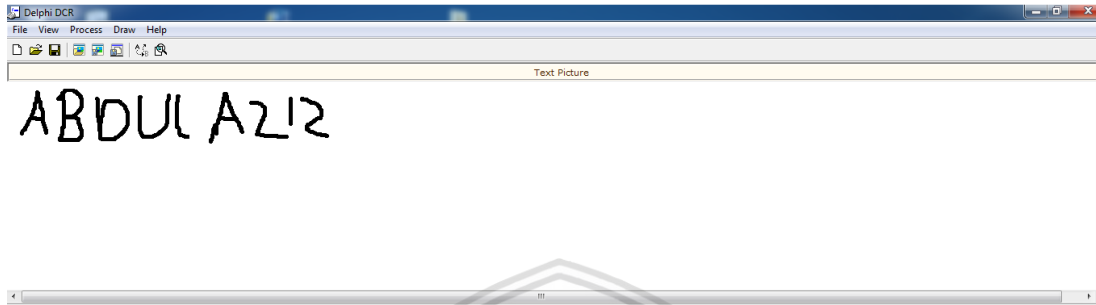 Delphi DCR
File View Process Draw Help
Text Picture
ABDUL AZIZ